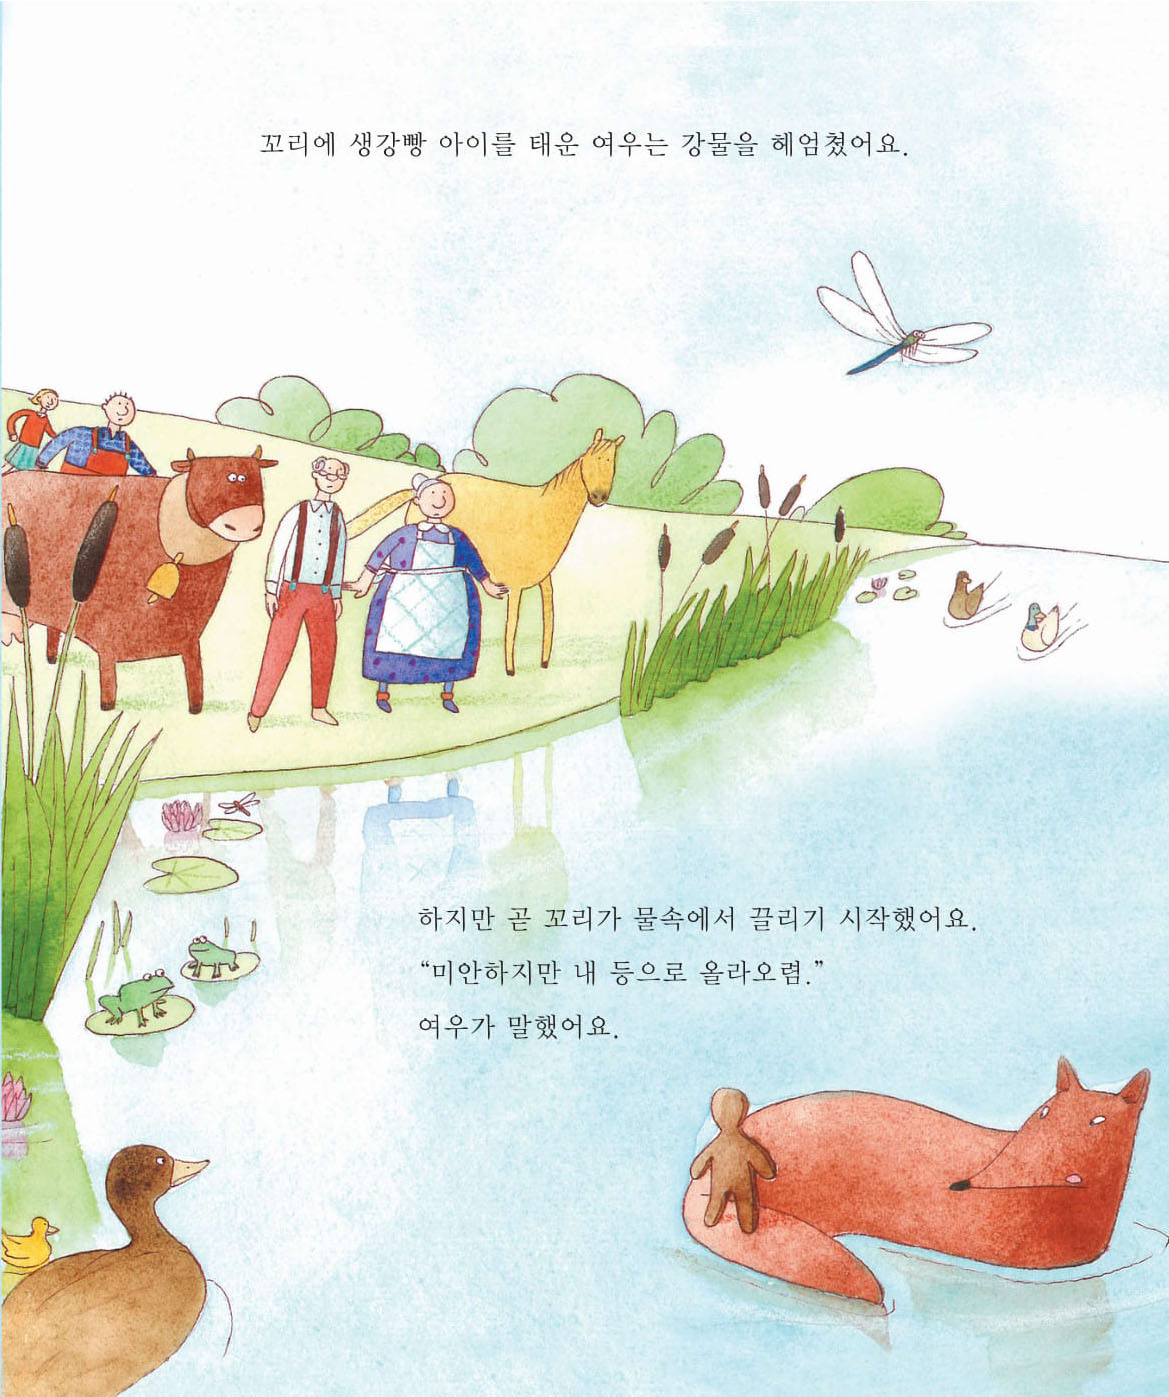 꼬리에 생강빵 아이를 태운 여우는 강물을 헤엄쳤어요.
하지만 곧 꼬리가 물속에서 끌리기 시작했어요.
“미안하지만 내 등으로 올라오렴.”
여우가 말했어요.